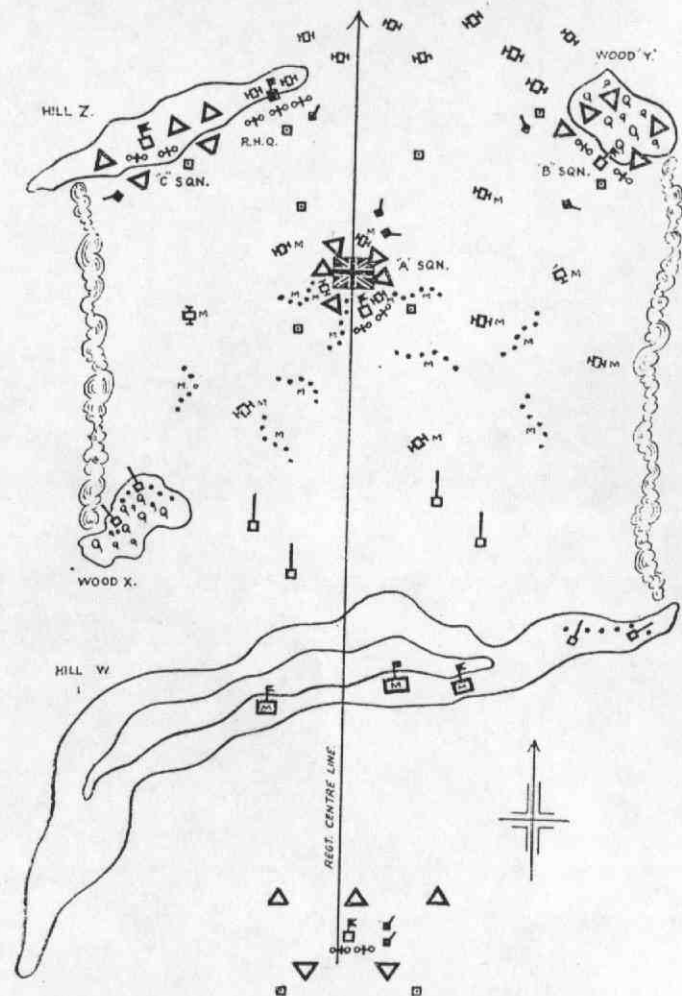 WOOD 'Y.'
HILL Z.
R.H.Q.
"C" SQN.
"B" SQN.
M
M
M
"A" SQN.
M
M
M
M
M
M
M
M
M
M
M
M
M
M
WOOD X.
HILL W
M
M
M
REGT. CENTRE LINE.